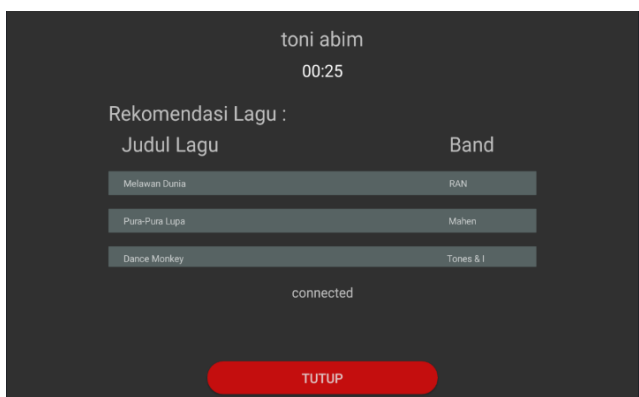 toni abim
00:25
Rekomendasi Lagu :
Judul Lagu Band
Melawan Dunia RAN
Pura-Pura Lupa Mahen
Dance Monkey Tones & I
connected
TUTUP